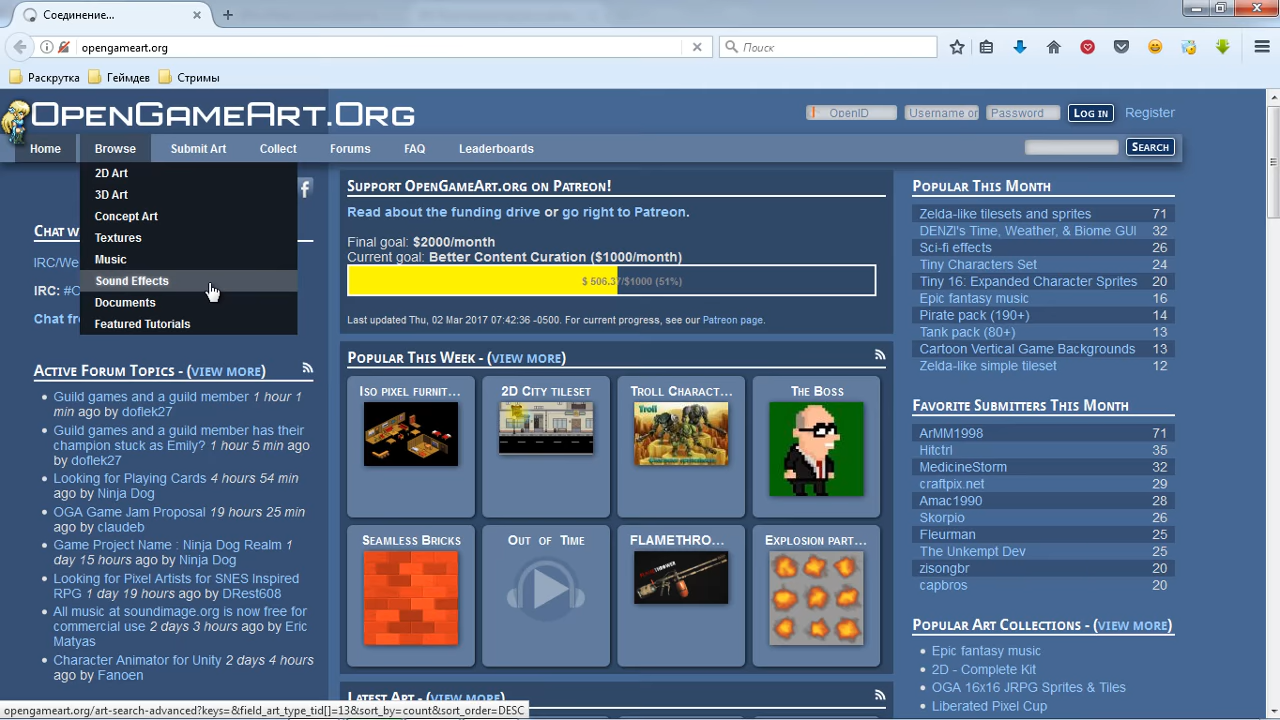 Соединение...
opengameart.org
Поиск
Раскрутка Геймдев Стримы
OpenGameArt.Org
OpenID Username or Password Log in Register
Home Browse Submit Art Collect Forums FAQ Leaderboards Search
2D Art
3D Art
Concept Art
Textures
Music
Sound Effects
Documents
Featured Tutorials
Chat
IRC/We
IRC: #O
Chat fr
Active Forum Topics - (view more)
Guild games and a guild member 1 hour 1
min ago by doflek27
Guild games and a guild member has their
champion stuck as Emily? 1 hour 5 min
ago by doflek27
Looking for Playing Cards 4 hours 54 min
ago by Ninja Dog
OGA Game Jam Proposal 19 hours 25 min
ago by claudeb
Game Project Name : Ninja Dog Realm 1
day 15 hours ago by Ninja Dog
Looking for Pixel Artists for SNES Inspired
RPG 1 day 19 hours ago by DRest608
All music at soundimage.org is now free for
commercial use 2 days 3 hours ago by Eric
Matyas
Character Animator for Unity 2 days 4 hours
ago by Fanoen
Support OpenGameArt.org on Patreon!
Read about the funding drive or go right to Patreon.
Final goal: $2000/month
Current goal: Better Content Curation ($1000/month)
$ 506.37/$1000 (51%)
Last updated Thu, 02 Mar 2017 07:42:36 -0500. For current progress, see our Patreon page.
Popular This Week - (view more)
Iso pixel furnit... 2D City tileset Troll Charact... The Boss
Troll
Seamless Bricks Out of Time FLAMETHRO... Explosion part...
Latest Art - (view more)
Popular This Month
Zelda-like tilesets and sprites 71
DENZI's Time, Weather, & Biome GUI 32
Sci-fi effects 26
Tiny Characters Set 24
Tiny 16: Expanded Character Sprites 20
Epic fantasy music 16
Pirate pack (190+) 14
Tank pack (80+) 13
Cartoon Vertical Game Backgrounds 13
Zelda-like simple tileset 12
Favorite Submitters This Month
ArMM1998 71
Hitctrl 35
MedicineStorm 32
craftpix.net 29
Amac1990 28
Skorpio 26
Fleurman 25
The Unkempt Dev 25
zisongbr 20
capbros 20
Popular Art Collections - (view more)
Epic fantasy music
2D - Complete Kit
OGA 16x16 JRPG Sprites & Tiles
Liberated Pixel Cup
opengameart.org/art-search-advanced?keys=&field_art_type_tid[]=13&sort_by=count&sort_order=DESC